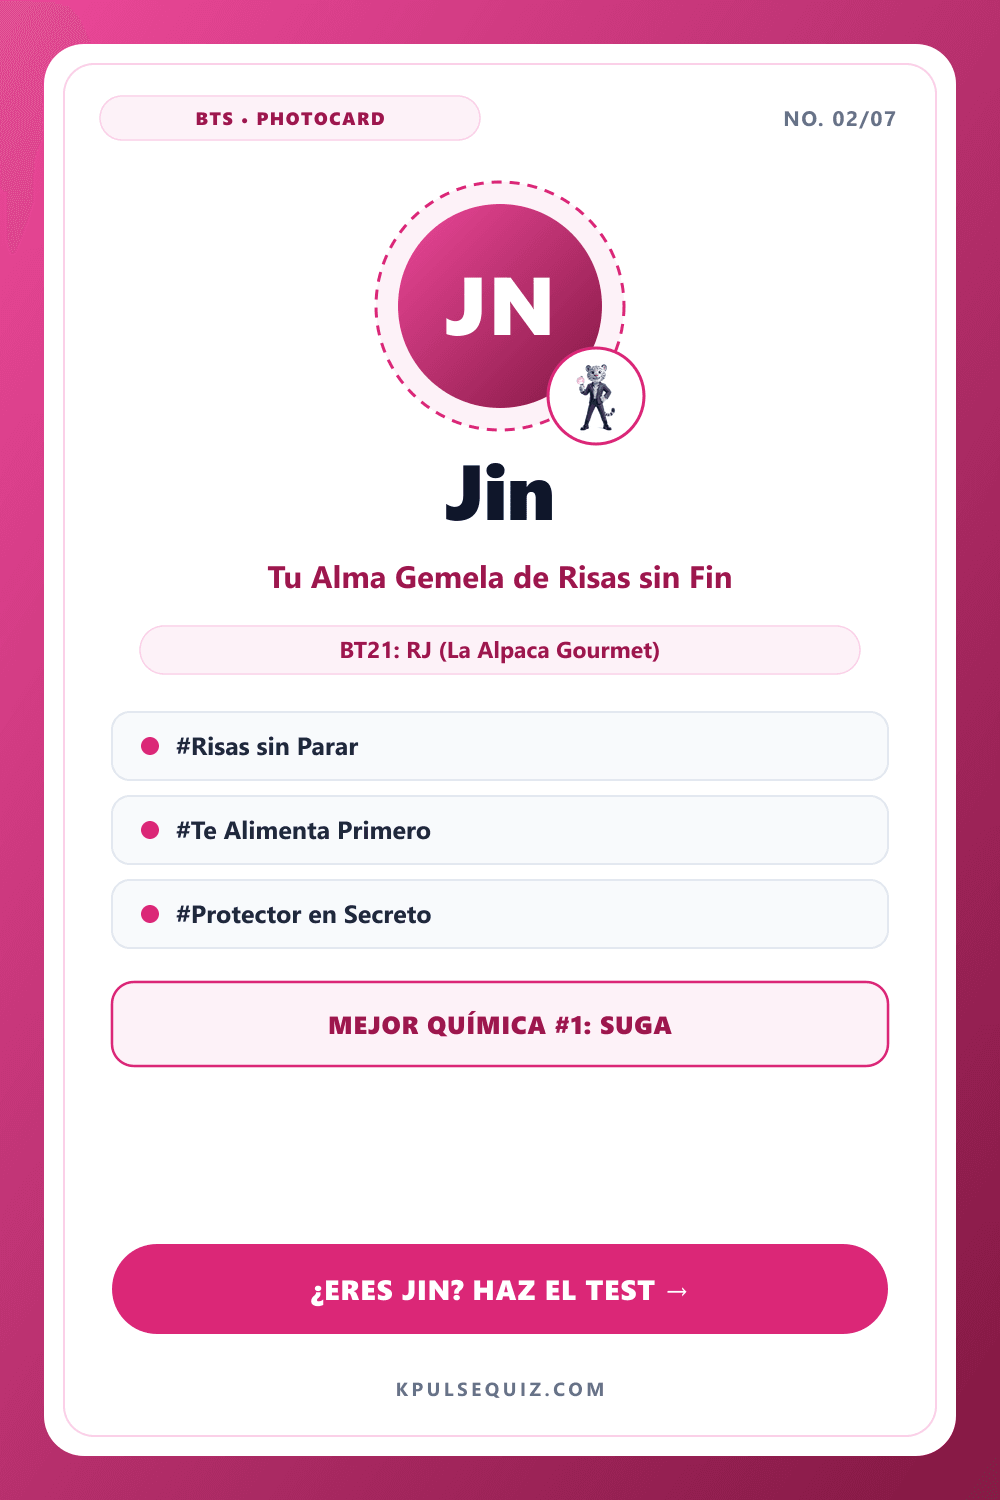 BTS • PHOTOCARD
NO. 02/07
JN
Jin
Tu Alma Gemela de Risas sin Fin
BT21: RJ (La Alpaca Gourmet)
#Risas sin Parar
#Te Alimenta Primero
#Protector en Secreto
MEJOR QUÍMICA #1: SUGA
¿ERES JIN? HAZ EL TEST →
KPULSEQUIZ.COM